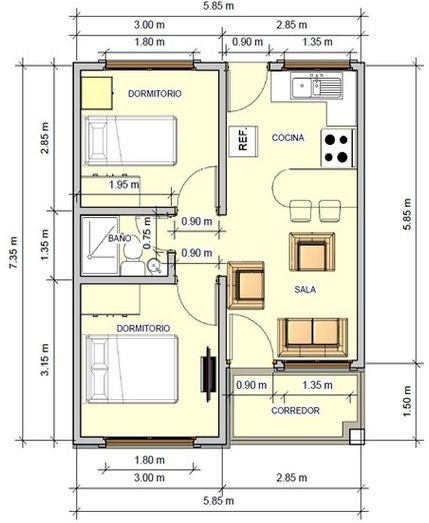 5.85 m
3.00 m
2.85 m
1.80 m
0.90 m
1.35 m
DORMITORIO
2.85 m
REF.
COCINA
5.85 m
1.95 m
7.35 m
1.35 m
0.75 m
0.90 m
BAÑO
0.90 m
SALA
DORMITORIO
3.15 m
0.90 m
1.35 m
1.50 m
CORREDOR
1.80 m
3.00 m
2.85 m
5.85 m